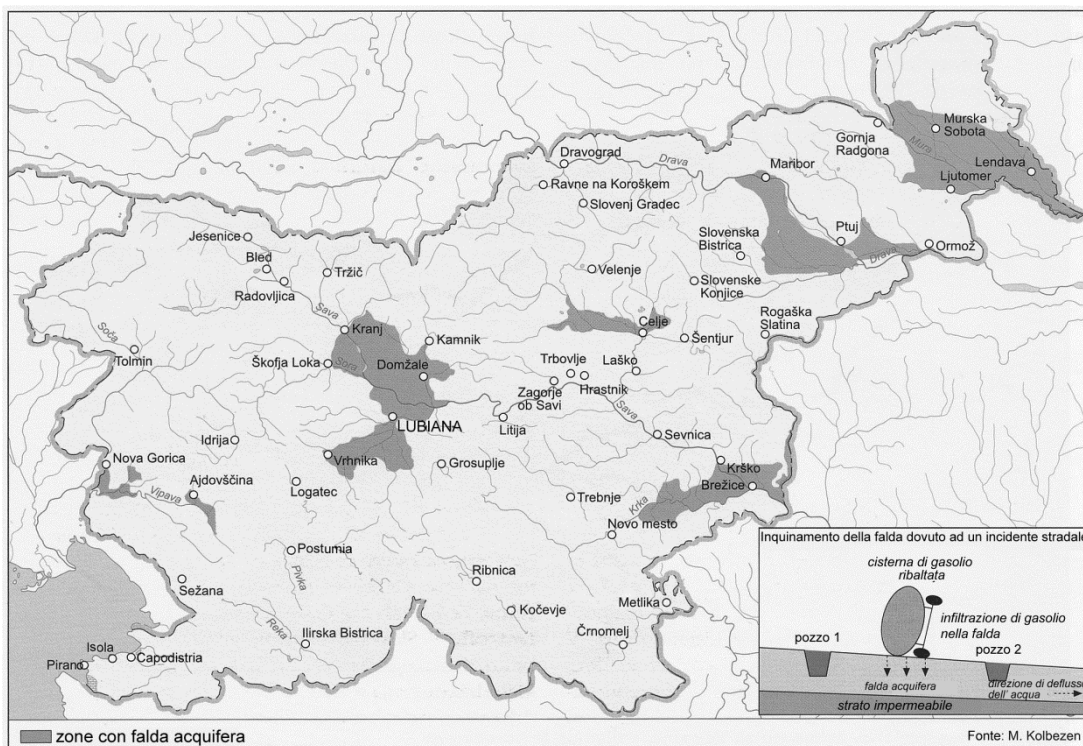 Murska
Sobota
Gornja
Radgona
Mura
Lendava
Ljutomer
Dravograd
Drava
Maribor
Ravne na Koroškem
Slovenj Gradec
Ptuj
Ormož
Drava
Slovenska
Bistrica
Jesenice
Bled
Tržič
Radovljica
Velenje
Slovenske
Konjice
Rogaška
Slatina
Soča
Sava
Kranj
Celje
Šentjur
Tolmin
Škofja Loka
Sora
Kamnik
Domžale
Trbovlje
Laško
Zagorje
ob Savi
Hrastnik
LUBIANA
Litija
Sava
Idrija
Sevnica
Nova Gorica
Vrhnika
Grosuplje
Krško
Ajdovščina
Vipava
Logatec
Trebnje
Brežice
Krka
Novo mesto
Postumia
Pivka
Ribnica
Sežana
Kočevje
Metlika
Reka
Ilirska Bistrica
Črnomelj
Isola
Capodistria
Pirano
Inquinamento della falda dovuto ad un incidente stradale
cisterna di gasolio
ribaltata
infiltrazione di gasolio
nella falda
pozzo 1
pozzo 2
falda acquifera
direzione di deflusso
dell' acqua
strato impermeabile
zone con falda acquifera
Fonte: M. Kolbezen